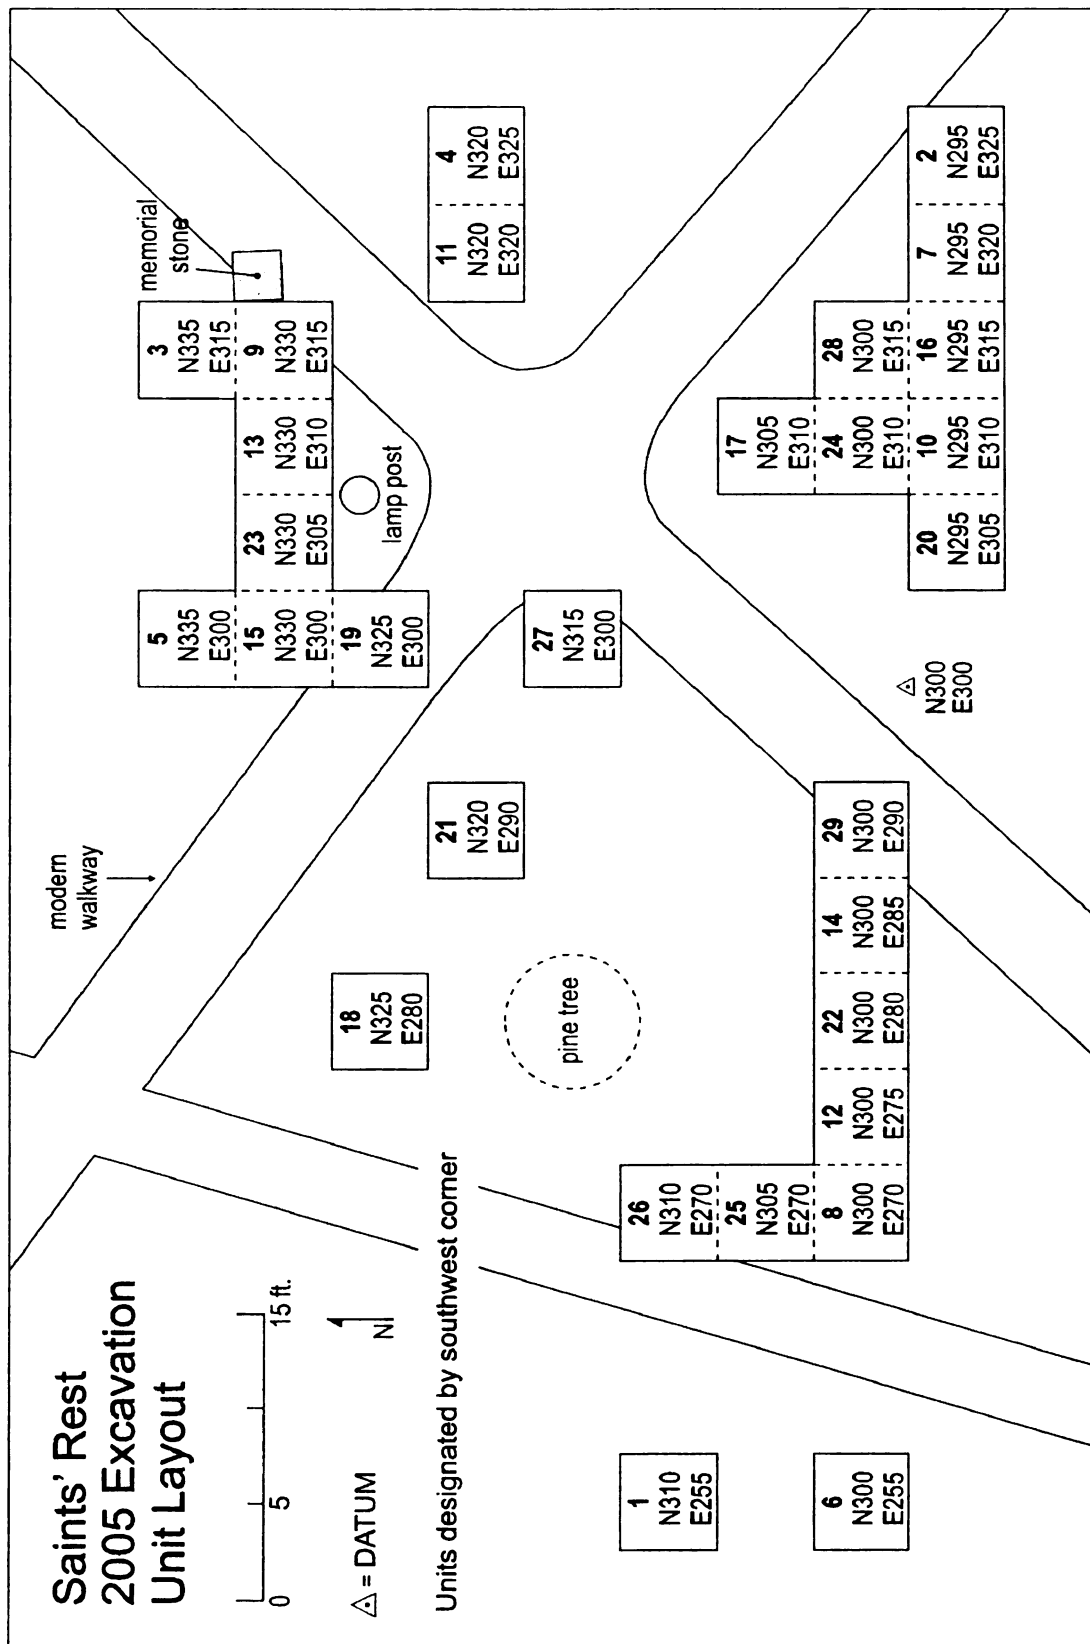 Saints' Rest
2005 Excavation
Unit Layout
0
5
15 ft.
N
= DATUM
Units designated by southwest corner
modern
walkway
memorial
stone
lamp post
pine tree
3
N335
E315
5
N335
E300
9
N330
E315
13
N330
E310
23
N330
E305
15
N330
E300
19
N325
E300
18
N325
E280
4
N320
E325
11
N320
E320
21
N320
E290
27
N315
E300
1
N310
E255
26
N310
E270
25
N305
E270
17
N305
E310
6
N300
E255
8
N300
E270
12
N300
E275
22
N300
E280
14
N300
E285
29
N300
E290
24
N300
E310
28
N300
E315
N300
E300
20
N295
E305
10
N295
E310
16
N295
E315
7
N295
E320
2
N295
E325